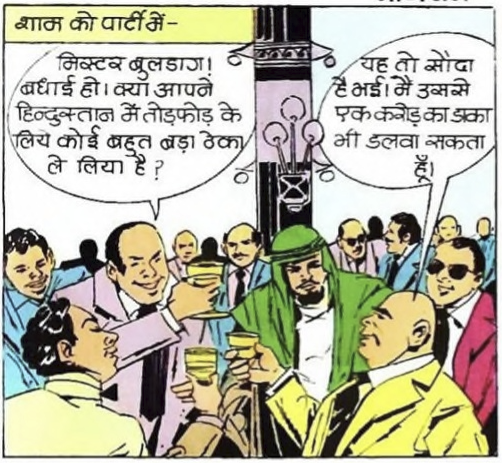 शाम को पार्टी में-
मिस्टर बुलडाग!
बधाई हो। क्या आपने
हिन्दुस्तान में तोड़फोड़ के
लिये कोई बहुत बड़ा ठेका
ले लिया है?
यह तो सौदा
है भई! मैं उससे
एक करोड़ का डाका
भी डलवा सकता
हूँ।